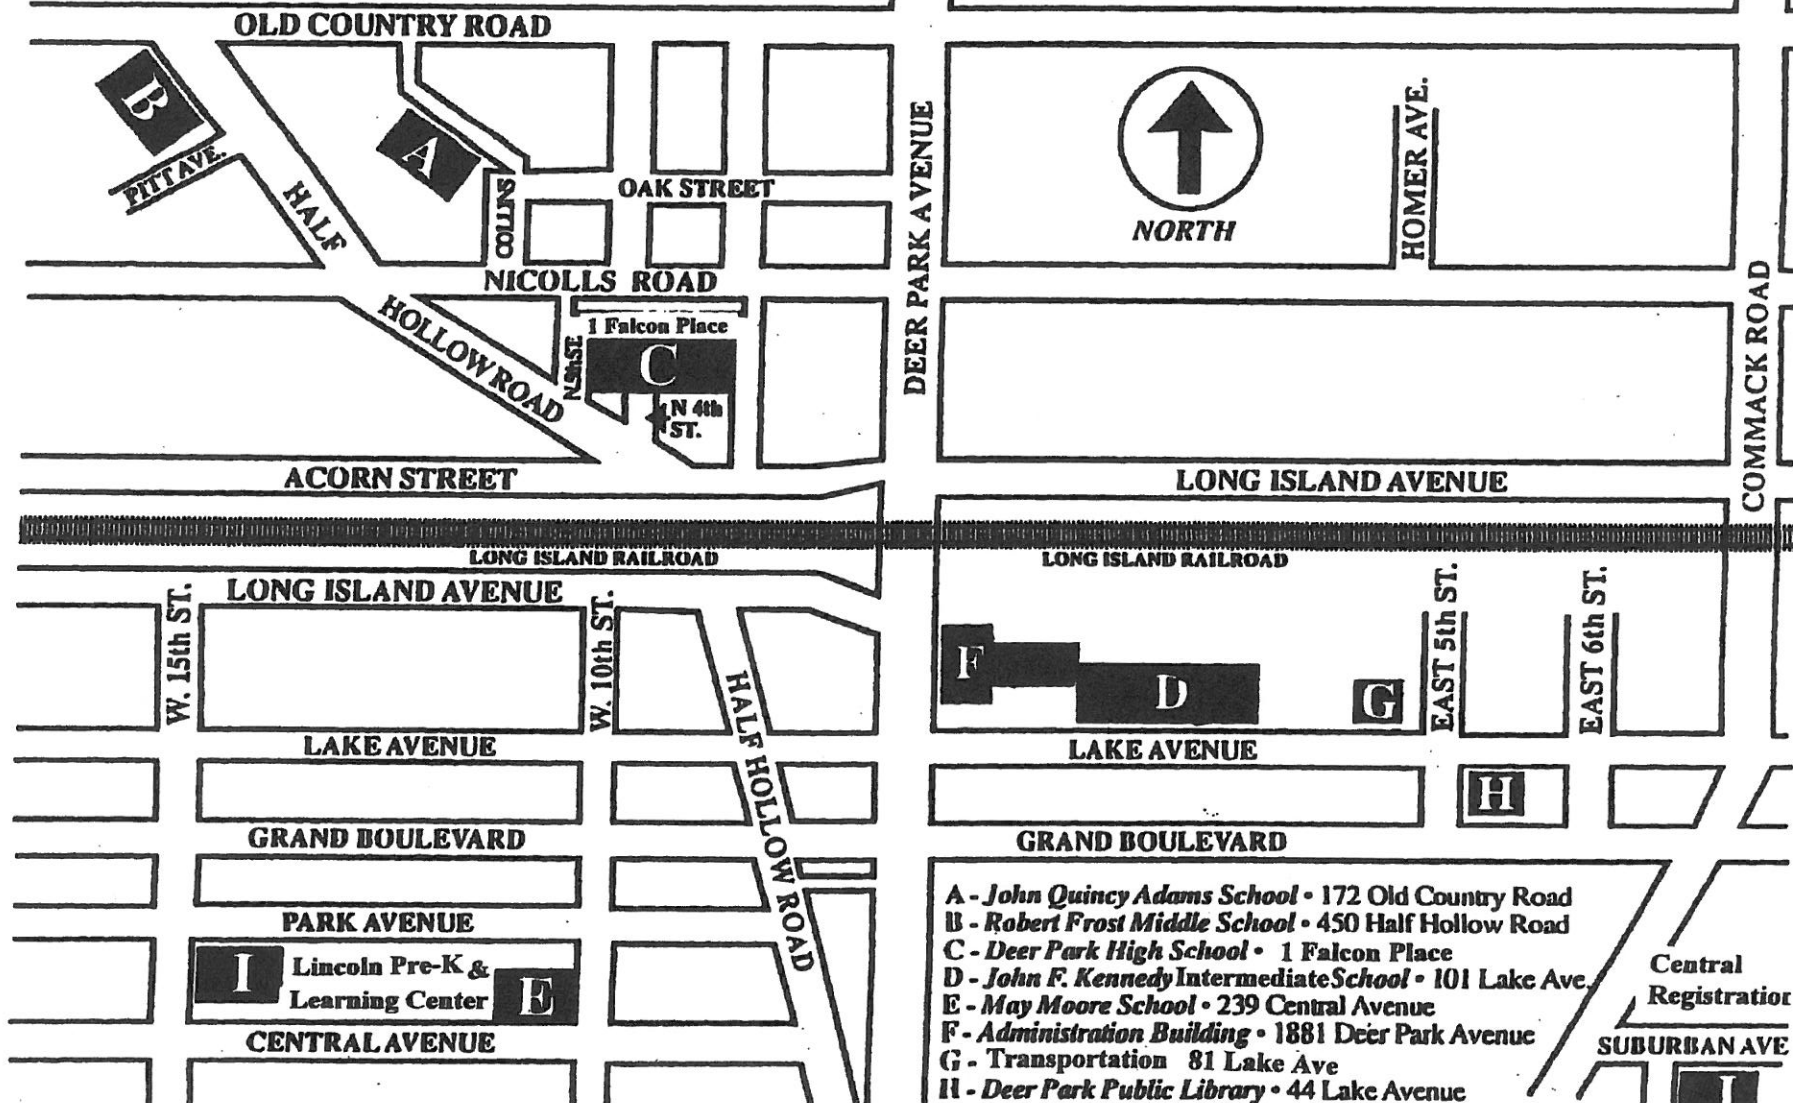 OLD COUNTRY ROAD
B
PITT AVE.
A
HALF
HOLLOW ROAD
COLLINS
OAK STREET
NICOLLS ROAD
1 Falcon Place
C
N 4th
ST.
DEER PARK AVENUE
NORTH
HOMER AVE.
COMMACK ROAD
ACORN STREET
LONG ISLAND AVENUE
LONG ISLAND RAILROAD
LONG ISLAND RAILROAD
LONG ISLAND AVENUE
W. 15th ST.
W. 10th ST.
HALF HOLLOW ROAD
F
D
G
EAST 5th ST.
EAST 6th ST.
LAKE AVENUE
LAKE AVENUE
H
GRAND BOULEVARD
GRAND BOULEVARD
PARK AVENUE
I
Lincoln Pre-K &
Learning Center
E
CENTRAL AVENUE
A - John Quincy Adams School • 172 Old Country Road
B - Robert Frost Middle School • 450 Half Hollow Road
C - Deer Park High School • 1 Falcon Place
D - John F. Kennedy Intermediate School • 101 Lake Ave.
E - May Moore School • 239 Central Avenue
F - Administration Building • 1881 Deer Park Avenue
G - Transportation 81 Lake Ave
H - Deer Park Public Library • 44 Lake Avenue
Central
Registration
SUBURBAN AVE